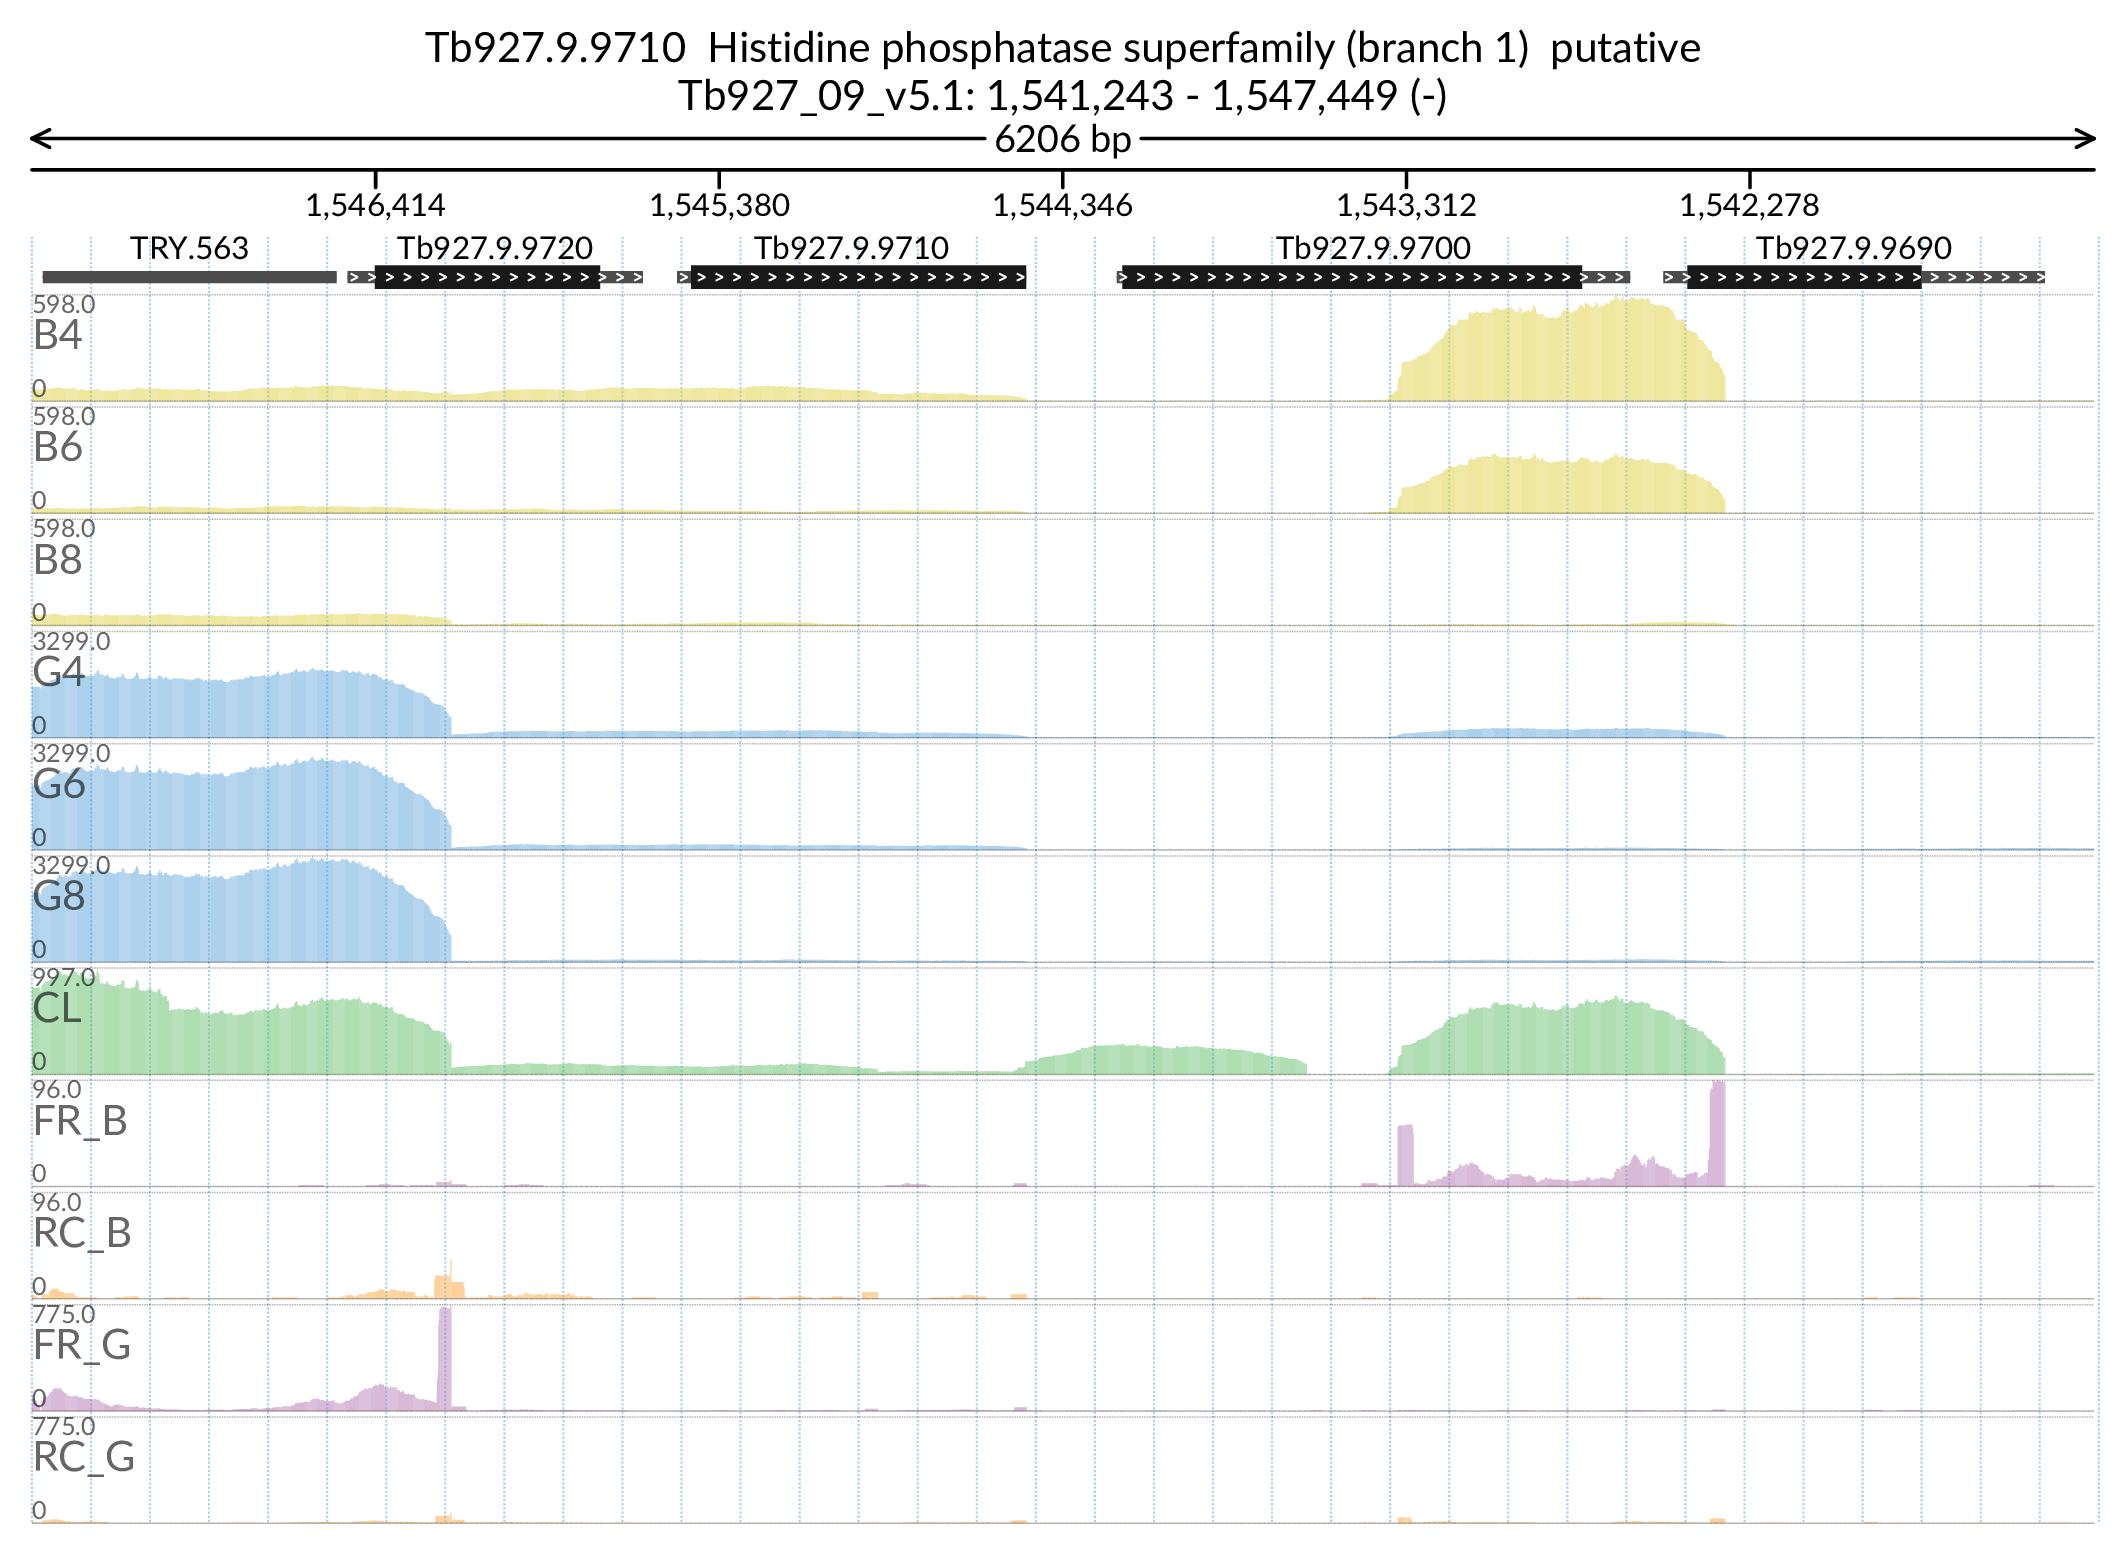 Tb927.9.9710 Histidine phosphatase superfamily (branch 1) putative
Tb927_09_v5.1: 1,541,243 - 1,547,449 (-)
6206 bp
1,546,414 1,545,380 1,544,346 1,543,312 1,542,278
TRY.563 Tb927.9.9720 Tb927.9.9710 Tb927.9.9700 Tb927.9.9690
598.0
B4
0
598.0
B6
0
598.0
B8
0
3299.0
G4
0
3299.0
G6
0
3299.0
G8
0
997.0
CL
0
96.0
FR_B
0
96.0
RC_B
0
775.0
FR_G
0
775.0
RC_G
0